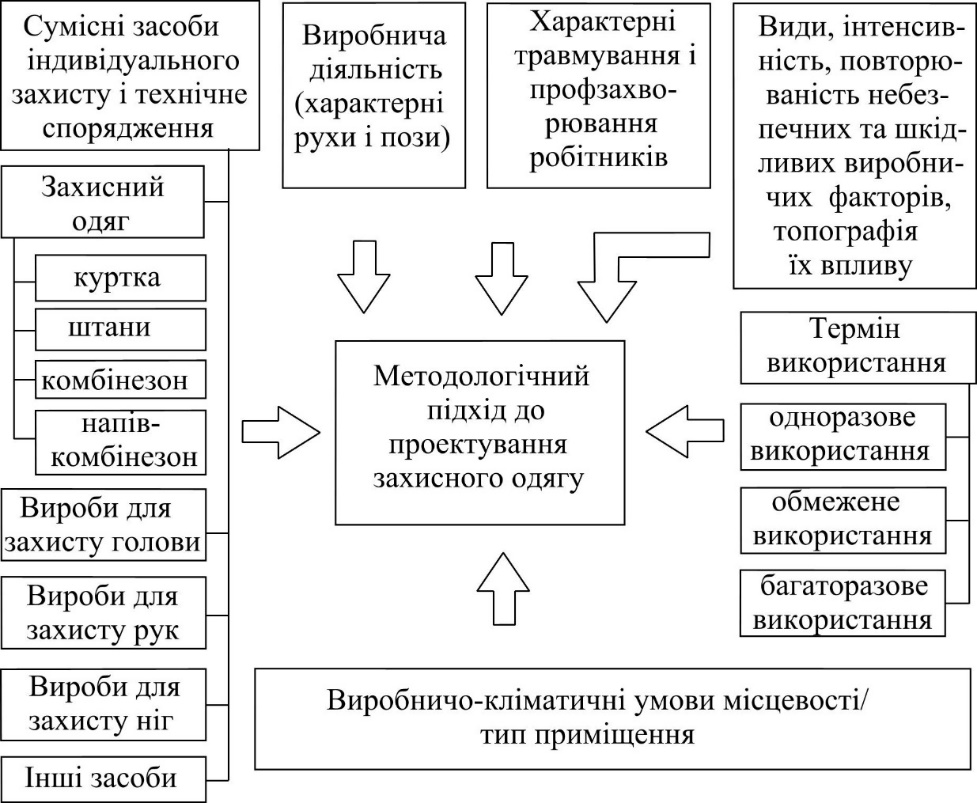 Сумісні засоби
індивідуального
захисту і технічне
спорядження
Захисний
одяг
куртка
штани
комбінезон
напів-
комбінезон
Вироби для
захисту голови
Вироби для
захисту рук
Вироби для
захисту ніг
Інші засоби
Виробнича
діяльність
(характерні
рухи і пози)
Характерні
травмування і
профзахво-
рювання
робітників
Види, інтенсив-
ність, повторю-
ваність небез-
печних та шкід-
ливих виробни-
чих факторів,
топографія
їх впливу
Методологічний
підхід до
проектування
захисного одягу
Термін
використання
одноразове
використання
обмежене
використання
багаторазове
використання
Виробничо-кліматичні умови місцевості/
тип приміщення